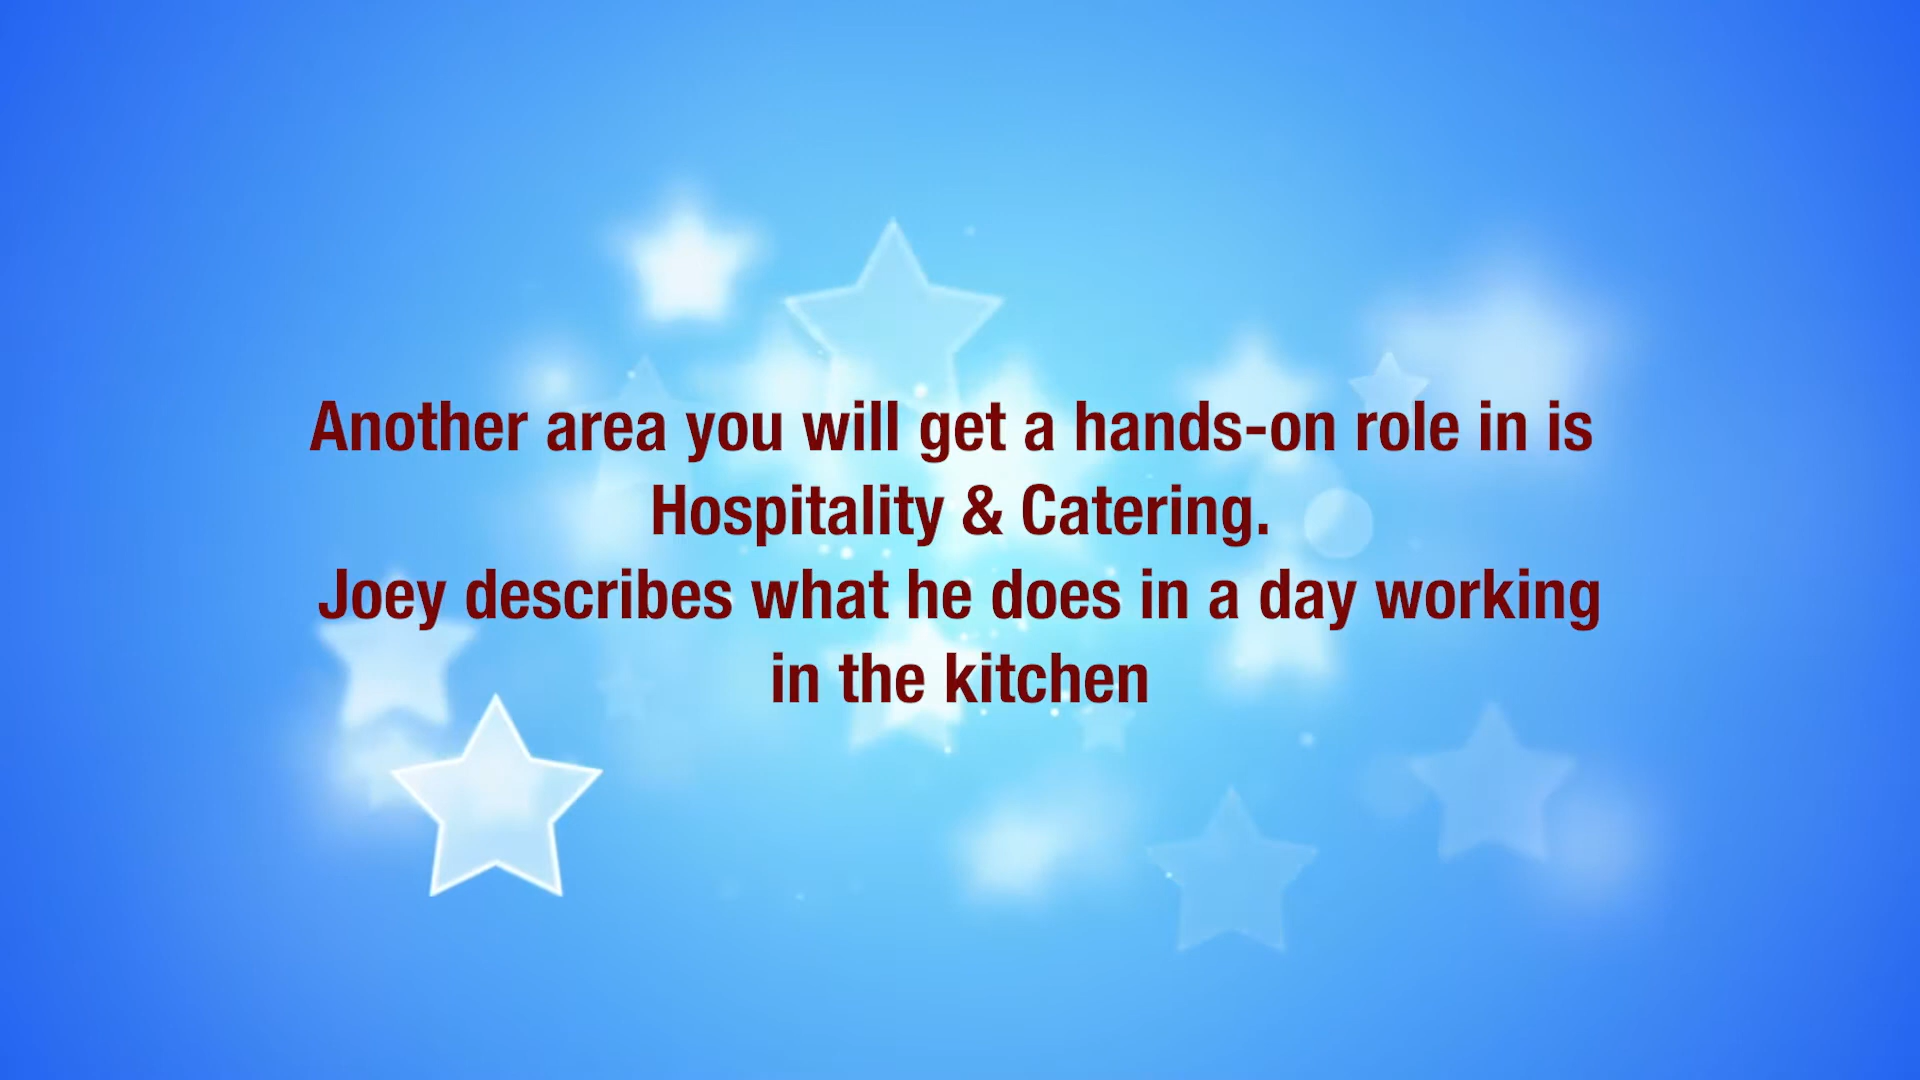 Another area you will get a hands-on role in is
Hospitality & Catering.
Joey describes what he does in a day working
in the kitchen